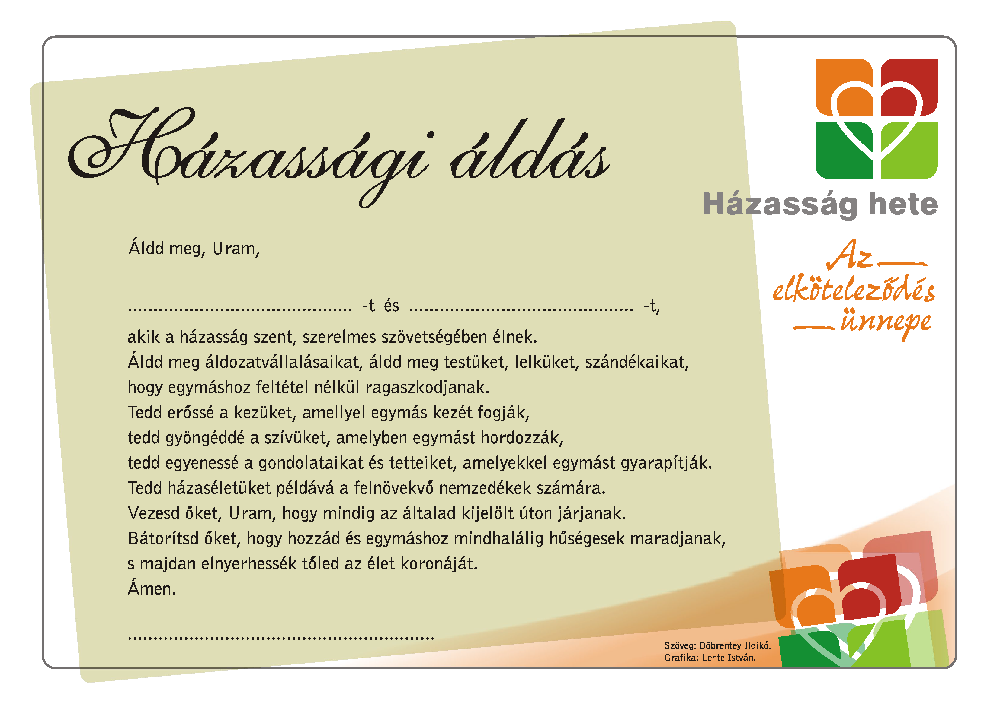 Házassági áldás
Házasság hete
Az
elköteleződés
ünnepe
Áldd meg, Uram,
............................................ -t és ............................................ -t,
akik a házasság szent, szerelmes szövetségében élnek.
Áldd meg áldozatvállalásaikat, áldd meg testüket, lelküket, szándékaikat,
hogy egymáshoz feltétel nélkül ragaszkodjanak.
Tedd erőssé a kezüket, amellyel egymás kezét fogják,
tedd gyöngéddé a szívüket, amelyben egymást hordozzák,
tedd egyenessé a gondolataikat és tetteiket, amelyekkel egymást gyarapítják.
Tedd házaséletüket példává a felnövekvő nemzedékek számára.
Vezesd őket, Uram, hogy mindig az általad kijelölt úton járjanak.
Bátorítsd őket, hogy hozzád és egymáshoz mindhalálig hűségesek maradjanak,
s majdan elnyerhessék tőled az élet koronáját.
Ámen.
............................................................
Szöveg: Döbrentey Ildikó.
Grafika: Lente István.